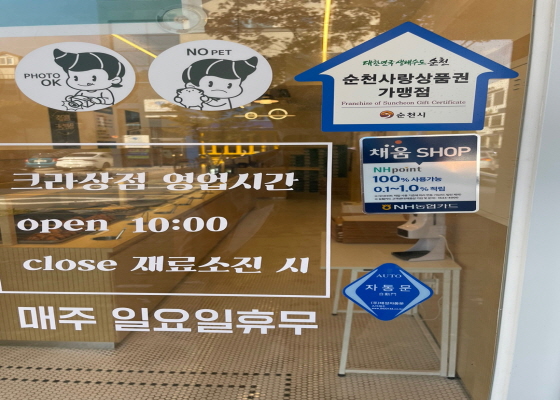 PHOTO
OK
NO PET
대한민국 생태수도 순천
순천사랑상품권
가맹점
Franchise of Suncheon Gift Certificate
순천시
채움 SHOP
NHpoint
100% 사용가능
0.1~1.0% 적립
NH농협카드
크라상점 영업시간
open 10:00
close 재료소진 시
매주 일요일휴무
AUTO
자동문